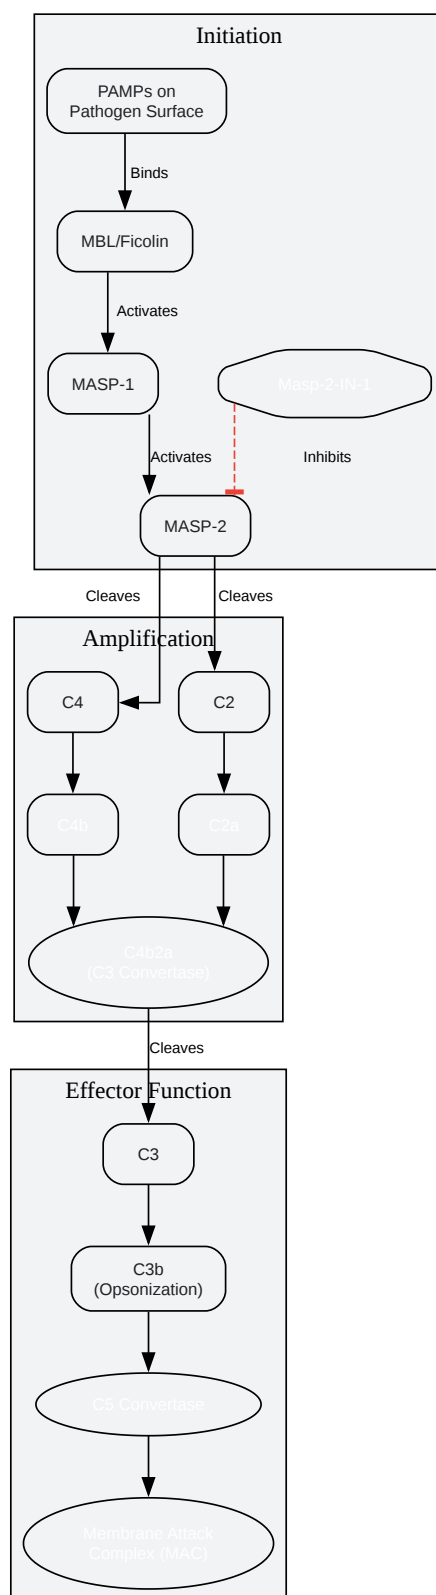 Initiation
PAMPs on
Pathogen Surface
Binds
MBL/Ficolin
Activates
MASP-1
Masp-2-IN-1
Activates
Inhibits
MASP-2
Cleaves
Cleaves
Amplification
C4
C2
C4b
C2a
C4b2a
(C3 Convertase)
Cleaves
Effector Function
C3
C3b
(Opsonization)
C5 Convertase
Membrane Attack
Complex (MAC)